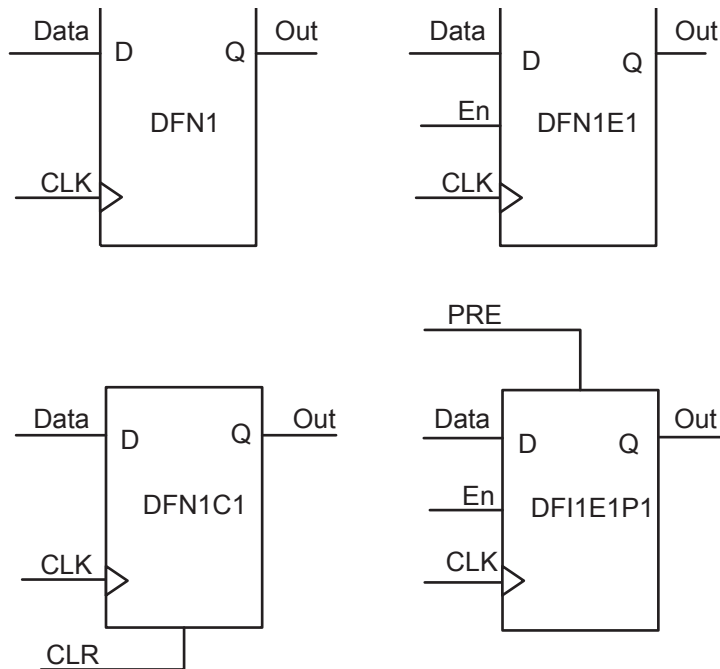 Data
Out
D
Q
DFN1
CLK
Data
Out
D
Q
En
DFN1E1
CLK
Data
Out
D
Q
DFN1C1
CLK
CLR
PRE
Data
Out
D
Q
En
DFI1E1P1
CLK